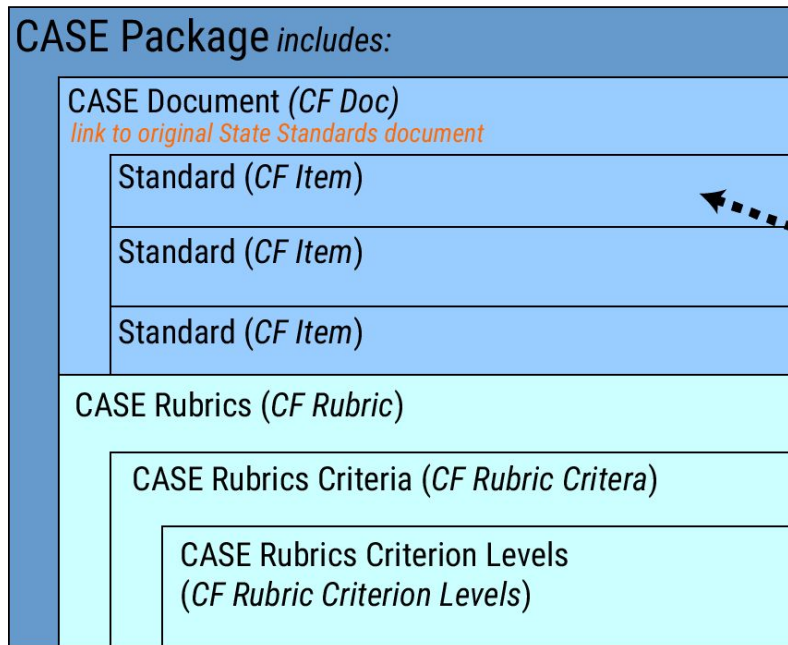 CASE Package includes:
CASE Document (CF Doc)
link to original State Standards document
Standard (CF Item)
Standard (CF Item)
Standard (CF Item)
CASE Rubrics (CF Rubric)
CASE Rubrics Criteria (CF Rubric Critera)
CASE Rubrics Criterion Levels
(CF Rubric Criterion Levels)